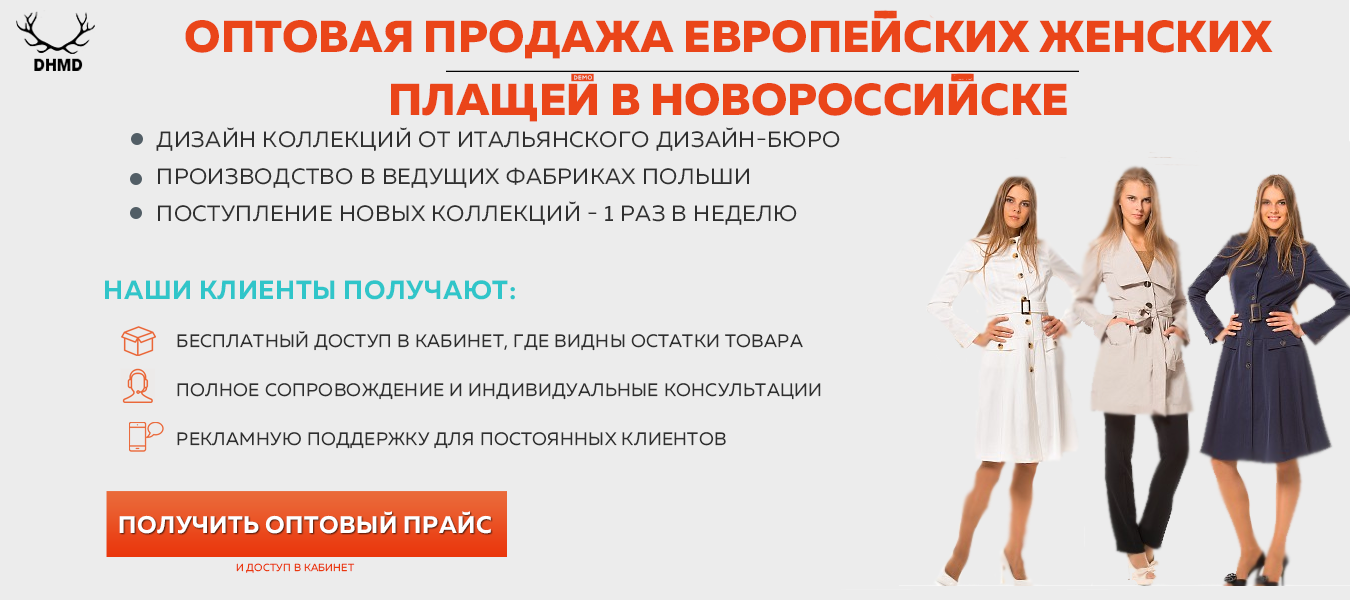 DHMD
ОПТОВАЯ ПРОДАЖА ЕВРОПЕЙСКИХ ЖЕНСКИХ
DEMO
ПЛАЩЕЙ В НОВОРОССИЙСКЕ
ДИЗАЙН КОЛЛЕКЦИЙ ОТ ИТАЛЬЯНСКОГО ДИЗАЙН-БЮРО
ПРОИЗВОДСТВО В ВЕДУЩИХ ФАБРИКАХ ПОЛЬШИ
ПОСТУПЛЕНИЕ НОВЫХ КОЛЛЕКЦИЙ - 1 РАЗ В НЕДЕЛЮ
НАШИ КЛИЕНТЫ ПОЛУЧАЮТ:
БЕСПЛАТНЫЙ ДОСТУП В КАБИНЕТ, ГДЕ ВИДНЫ ОСТАТКИ ТОВАРА
ПОЛНОЕ СОПРОВОЖДЕНИЕ И ИНДИВИДУАЛЬНЫЕ КОНСУЛЬТАЦИИ
РЕКЛАМНУЮ ПОДДЕРЖКУ ДЛЯ ПОСТОЯННЫХ КЛИЕНТОВ
ПОЛУЧИТЬ ОПТОВЫЙ ПРАЙС
И ДОСТУП В КАБИНЕТ